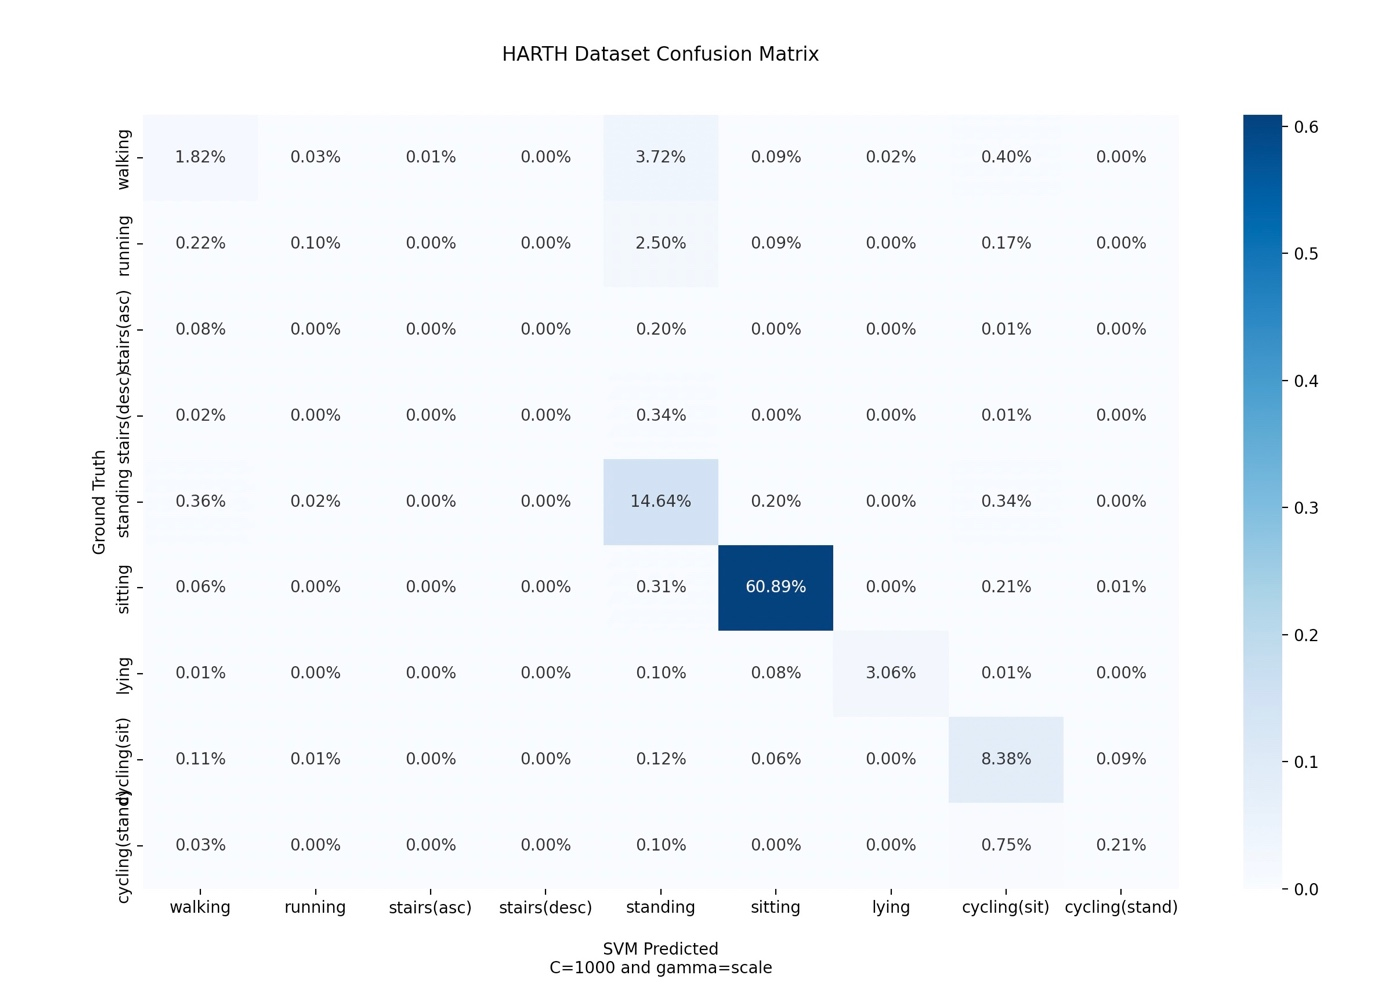 HARTH Dataset Confusion Matrix
Ground Truth
walking 1.82% 0.03% 0.01% 0.00% 3.72% 0.09% 0.02% 0.40% 0.00%
running 0.22% 0.10% 0.00% 0.00% 2.50% 0.09% 0.00% 0.17% 0.00%
stairs(asc) 0.08% 0.00% 0.00% 0.00% 0.20% 0.00% 0.00% 0.01% 0.00%
stairs(desc) 0.02% 0.00% 0.00% 0.00% 0.34% 0.00% 0.00% 0.01% 0.00%
standing 0.36% 0.02% 0.00% 0.00% 14.64% 0.20% 0.00% 0.34% 0.00%
sitting 0.06% 0.00% 0.00% 0.00% 0.31% 60.89% 0.00% 0.21% 0.01%
lying 0.01% 0.00% 0.00% 0.00% 0.10% 0.08% 3.06% 0.01% 0.00%
cycling(sit) 0.11% 0.01% 0.00% 0.00% 0.12% 0.06% 0.00% 8.38% 0.09%
cycling(stand) 0.03% 0.00% 0.00% 0.00% 0.10% 0.00% 0.00% 0.75% 0.21%
walking running stairs(asc) stairs(desc) standing sitting lying cycling(sit) cycling(stand)
SVM Predicted
C=1000 and gamma=scale
0.6
0.5
0.4
0.3
0.2
0.1
0.0